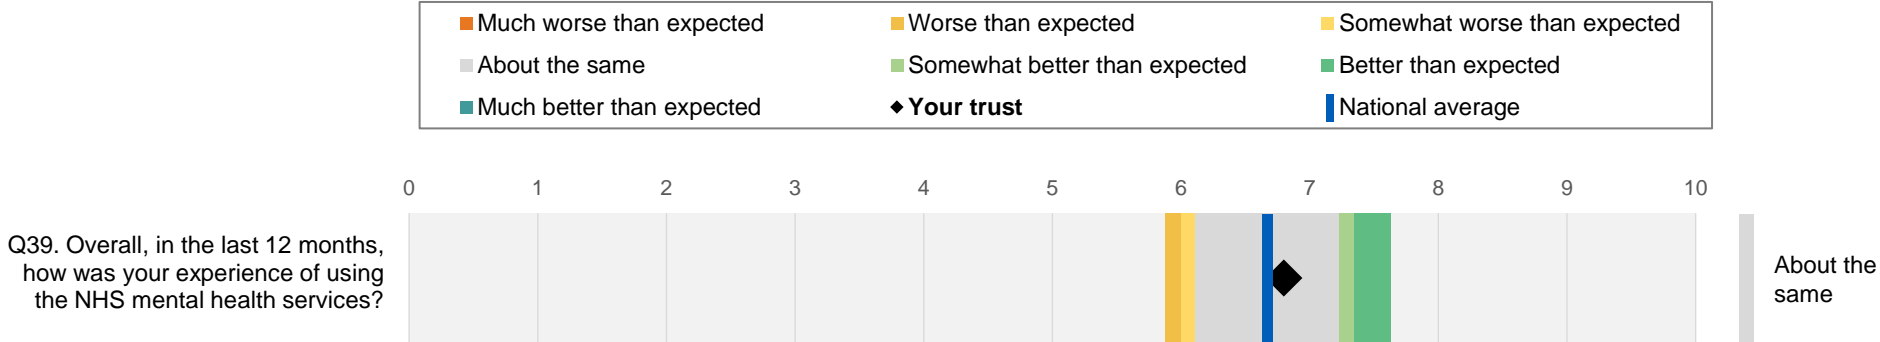 Much worse than expected
Worse than expected
Somewhat worse than expected
About the same
Somewhat better than expected
Better than expected
Much better than expected
Your trust
National average
0 1 2 3 4 5 6 7 8 9 10
Q39. Overall, in the last 12 months,
how was your experience of using
the NHS mental health services?
About the
same